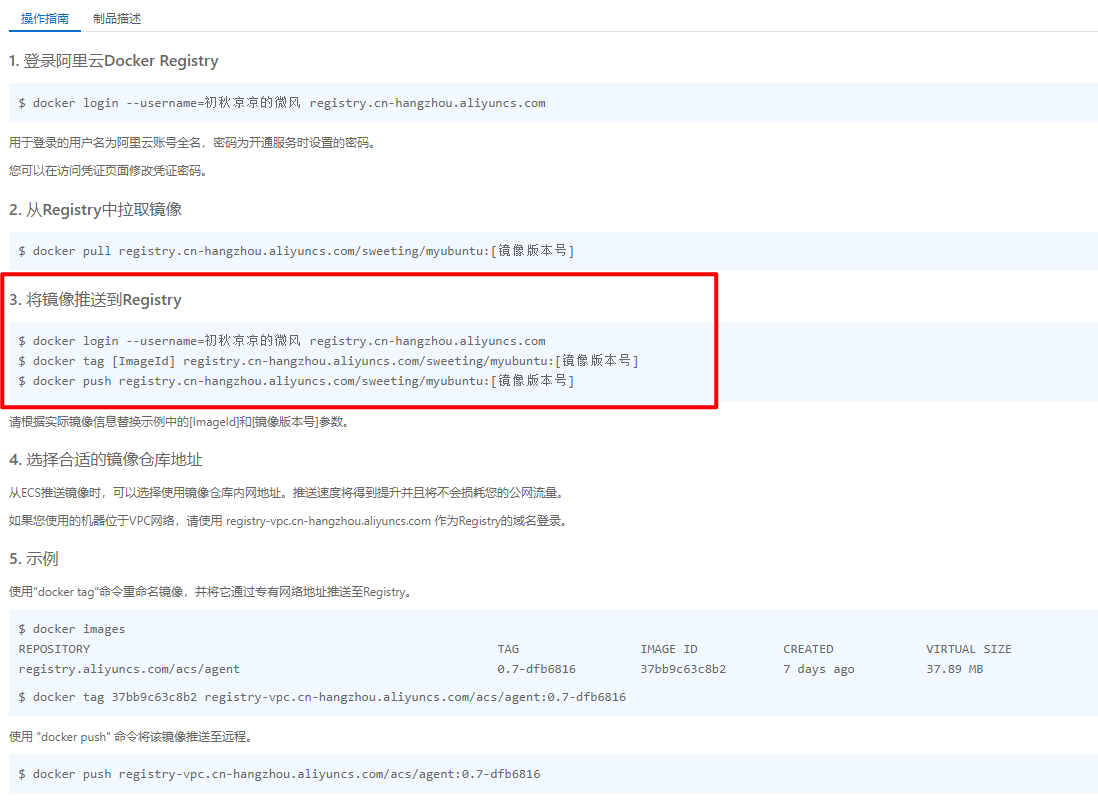 操作指南 制品描述
1. 登录阿里云Docker Registry
$ docker login --username=初秋凉凉的微风 registry.cn-hangzhou.aliyuncs.com
用于登录的用户名为阿里云账号全名，密码为开通服务时设置的密码。
您可以在访问凭证页面修改凭证密码。
2. 从Registry中拉取镜像
$ docker pull registry.cn-hangzhou.aliyuncs.com/sweeting/myubuntu:[镜像版本号]
3. 将镜像推送到Registry
$ docker login --username=初秋凉凉的微风 registry.cn-hangzhou.aliyuncs.com
$ docker tag [ImageId] registry.cn-hangzhou.aliyuncs.com/sweeting/myubuntu:[镜像版本号]
$ docker push registry.cn-hangzhou.aliyuncs.com/sweeting/myubuntu:[镜像版本号]
请根据实际镜像信息替换示例中的[ImageId]和[镜像版本号]参数。
4. 选择合适的镜像仓库地址
从ECS推送镜像时，可以选择使用镜像仓库内网地址。推送速度将得到提升并且将不会损耗您的公网流量。
如果您使用的机器位于VPC网络，请使用 registry-vpc.cn-hangzhou.aliyuncs.com 作为Registry的域名登录。
5. 示例
使用"docker tag"命令重命名镜像，并将它通过专有网络地址推送至Registry。
$ docker images
REPOSITORY TAG IMAGE ID CREATED VIRTUAL SIZE
registry.aliyuncs.com/acs/agent 0.7-dfb6816 37bb9c63c8b2 7 days ago 37.89 MB
$ docker tag 37bb9c63c8b2 registry-vpc.cn-hangzhou.aliyuncs.com/acs/agent:0.7-dfb6816
使用 "docker push" 命令将该镜像推送至远程。
$ docker push registry-vpc.cn-hangzhou.aliyuncs.com/acs/agent:0.7-dfb6816